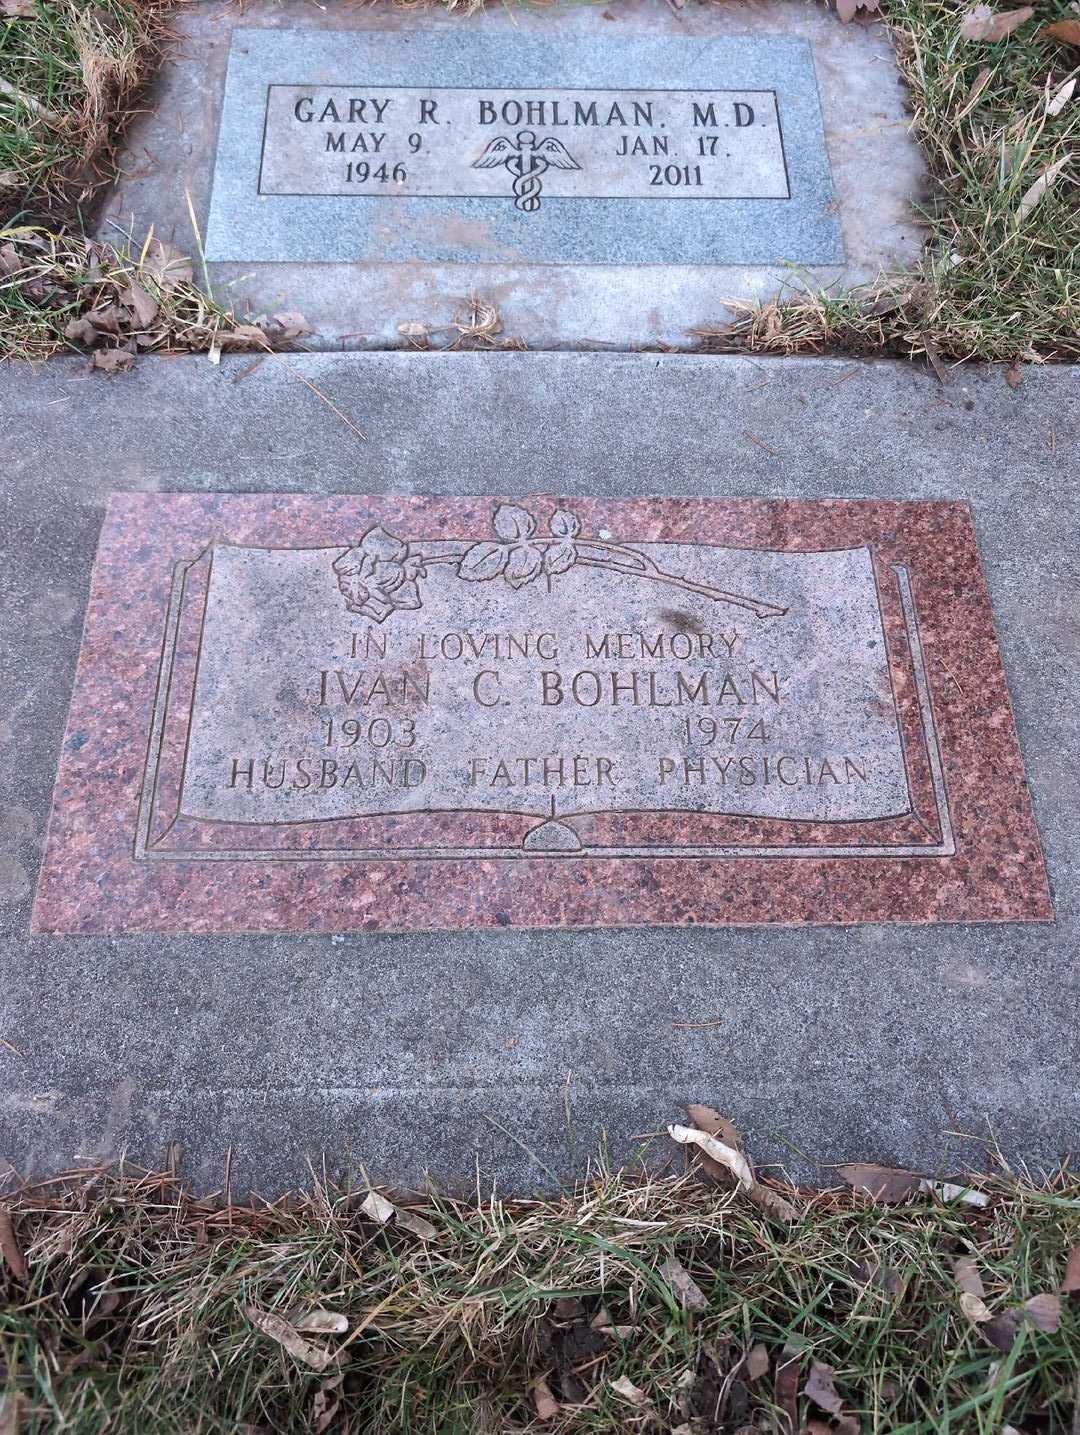 GARY R. BOHLMAN, M.D.
MAY 9. JAN. 17.
1946 2011
IN LOVING MEMORY
IVAN C. BOHLMAN
1903 1974
HUSBAND FATHER PHYSICIAN